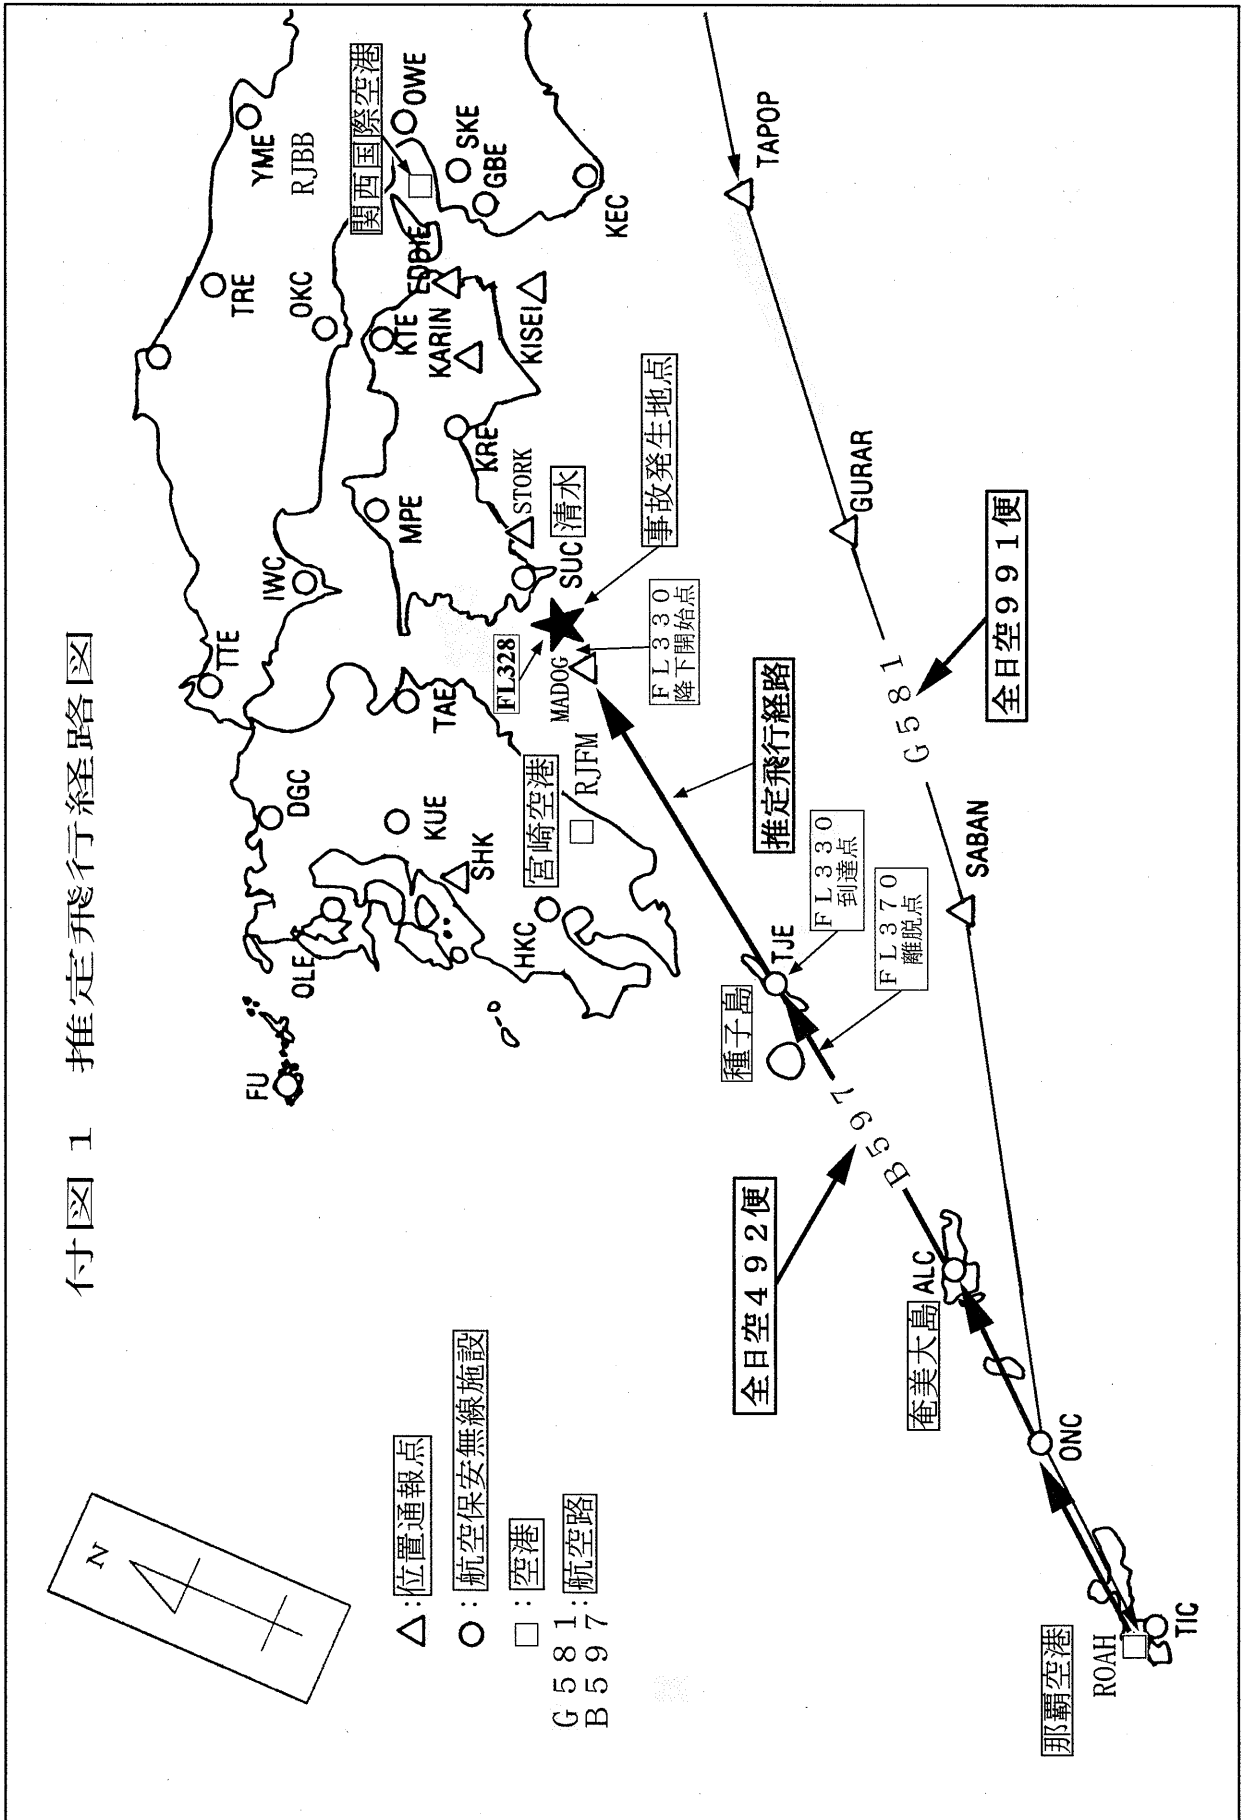 付図１　推定飛行経路図
N
△：位置通報点
○：航空保安無線施設
□：空港
Ｇ５８１：航空路
Ｂ５９７
FU
OLE
DGC
TTE
IWC
TRE
YME
RJBB
関西国際空港
OKC
OWE
SKE
GBE
KEC
EDDIE
KTE
KARIN
KISEI
MPE
KRE
STORK
SUC
清水
TAE
KUE
SHK
HKC
宮崎空港
RJFM
FL328
MADOG
ＦＬ３３０
降下開始点
事故発生地点
推定飛行経路
種子島
TJE
ＦＬ３３０
到達点
ＦＬ３７０
離脱点
Ｂ５９７
全日空４９２便
奄美大島
ALC
ONC
那覇空港
ROAH
TIC
SABAN
Ｇ５８１
全日空９９１便
GURAR
TAPOP